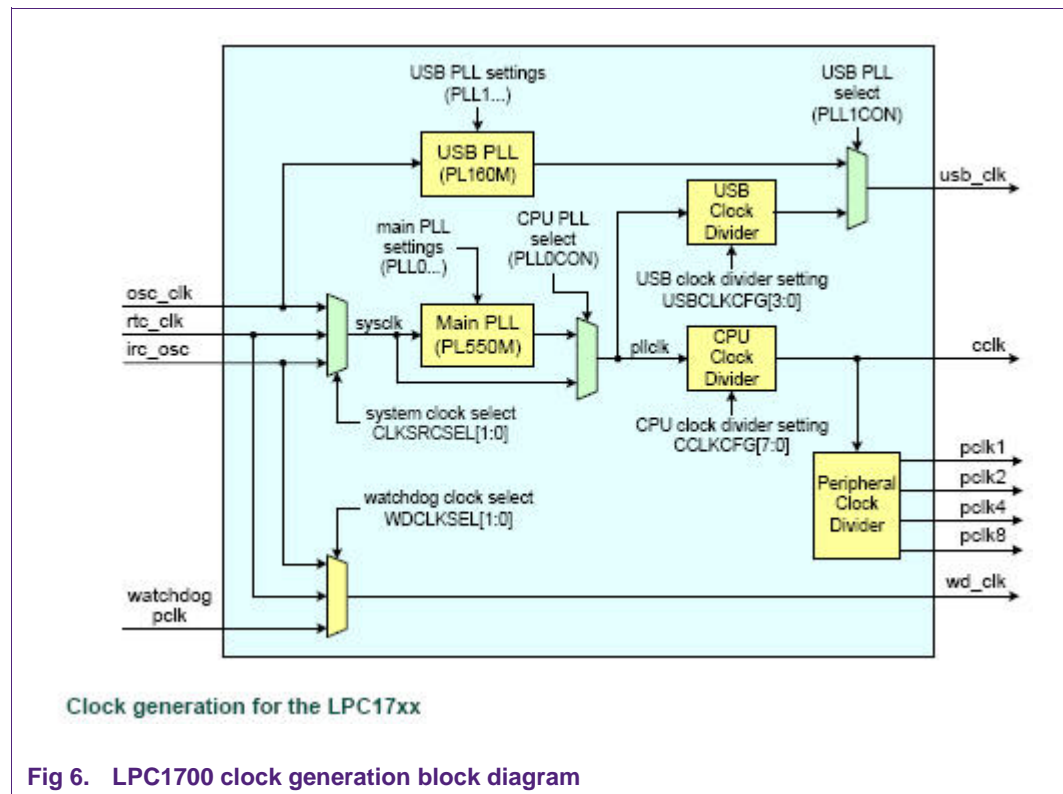 USB PLL settings
(PLL1...)
USB PLL
select
(PLL1CON)
USB PLL
(PL160M)
usb_clk
USB
Clock
Divider
main PLL
settings
(PLL0...)
CPU PLL
select
(PLL0CON)
USB clock divider setting
USBCLKCFG[3:0]
osc_clk
rtc_clk
irc_osc
sysclk
Main PLL
(PL550M)
pllclk
CPU
Clock
Divider
cclk
system clock select
CLKSRCSEL[1:0]
CPU clock divider setting
CCLKCFG[7:0]
Peripheral
Clock
Divider
pclk1
pclk2
pclk4
pclk8
watchdog clock select
WDCLKSEL[1:0]
watchdog
pclk
wd_clk
Clock generation for the LPC17xx
Fig 6. LPC1700 clock generation block diagram